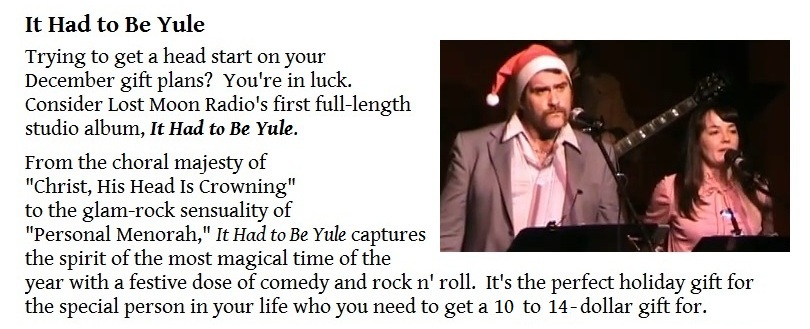 It Had to Be Yule
Trying to get a head start on your
December gift plans?  You're in luck.
Consider Lost Moon Radio's first full-length
studio album, It Had to Be Yule.
From the choral majesty of
"Christ, His Head Is Crowning"
to the glam-rock sensuality of
"Personal Menorah," It Had to Be Yule captures
the spirit of the most magical time of the
year with a festive dose of comedy and rock n' roll.  It's the perfect holiday gift for
the special person in your life who you need to get a 10 to 14-dollar gift for.